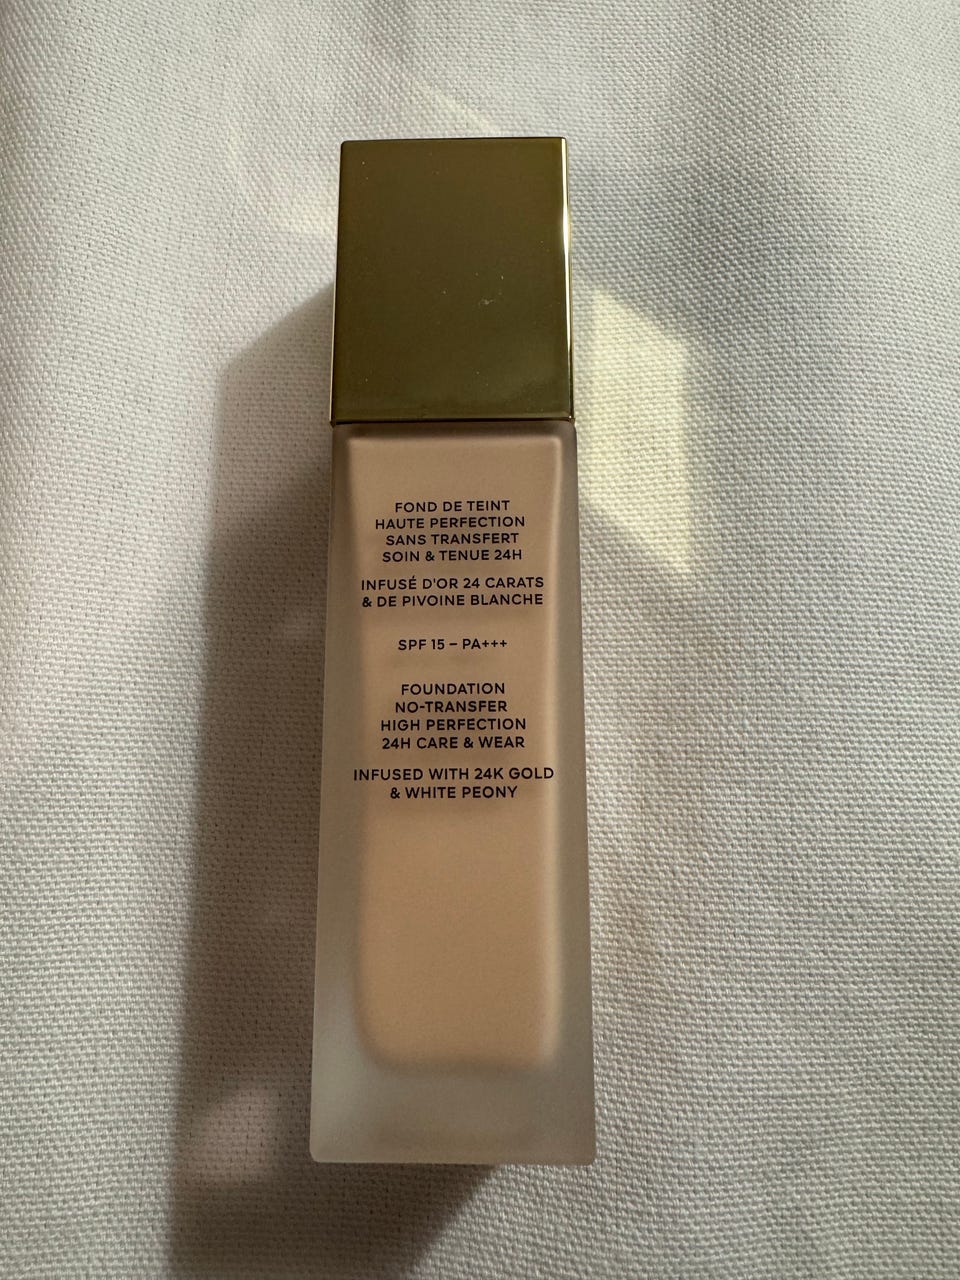 FOND DE TEINT
HAUTE PERFECTION
SANS TRANSFERT
SOIN & TENUE 24H
INFUSÉ D'OR 24 CARATS
& DE PIVOINE BLANCHE
SPF 15 – PA+++
FOUNDATION
NO-TRANSFER
HIGH PERFECTION
24H CARE & WEAR
INFUSED WITH 24K GOLD
& WHITE PEONY